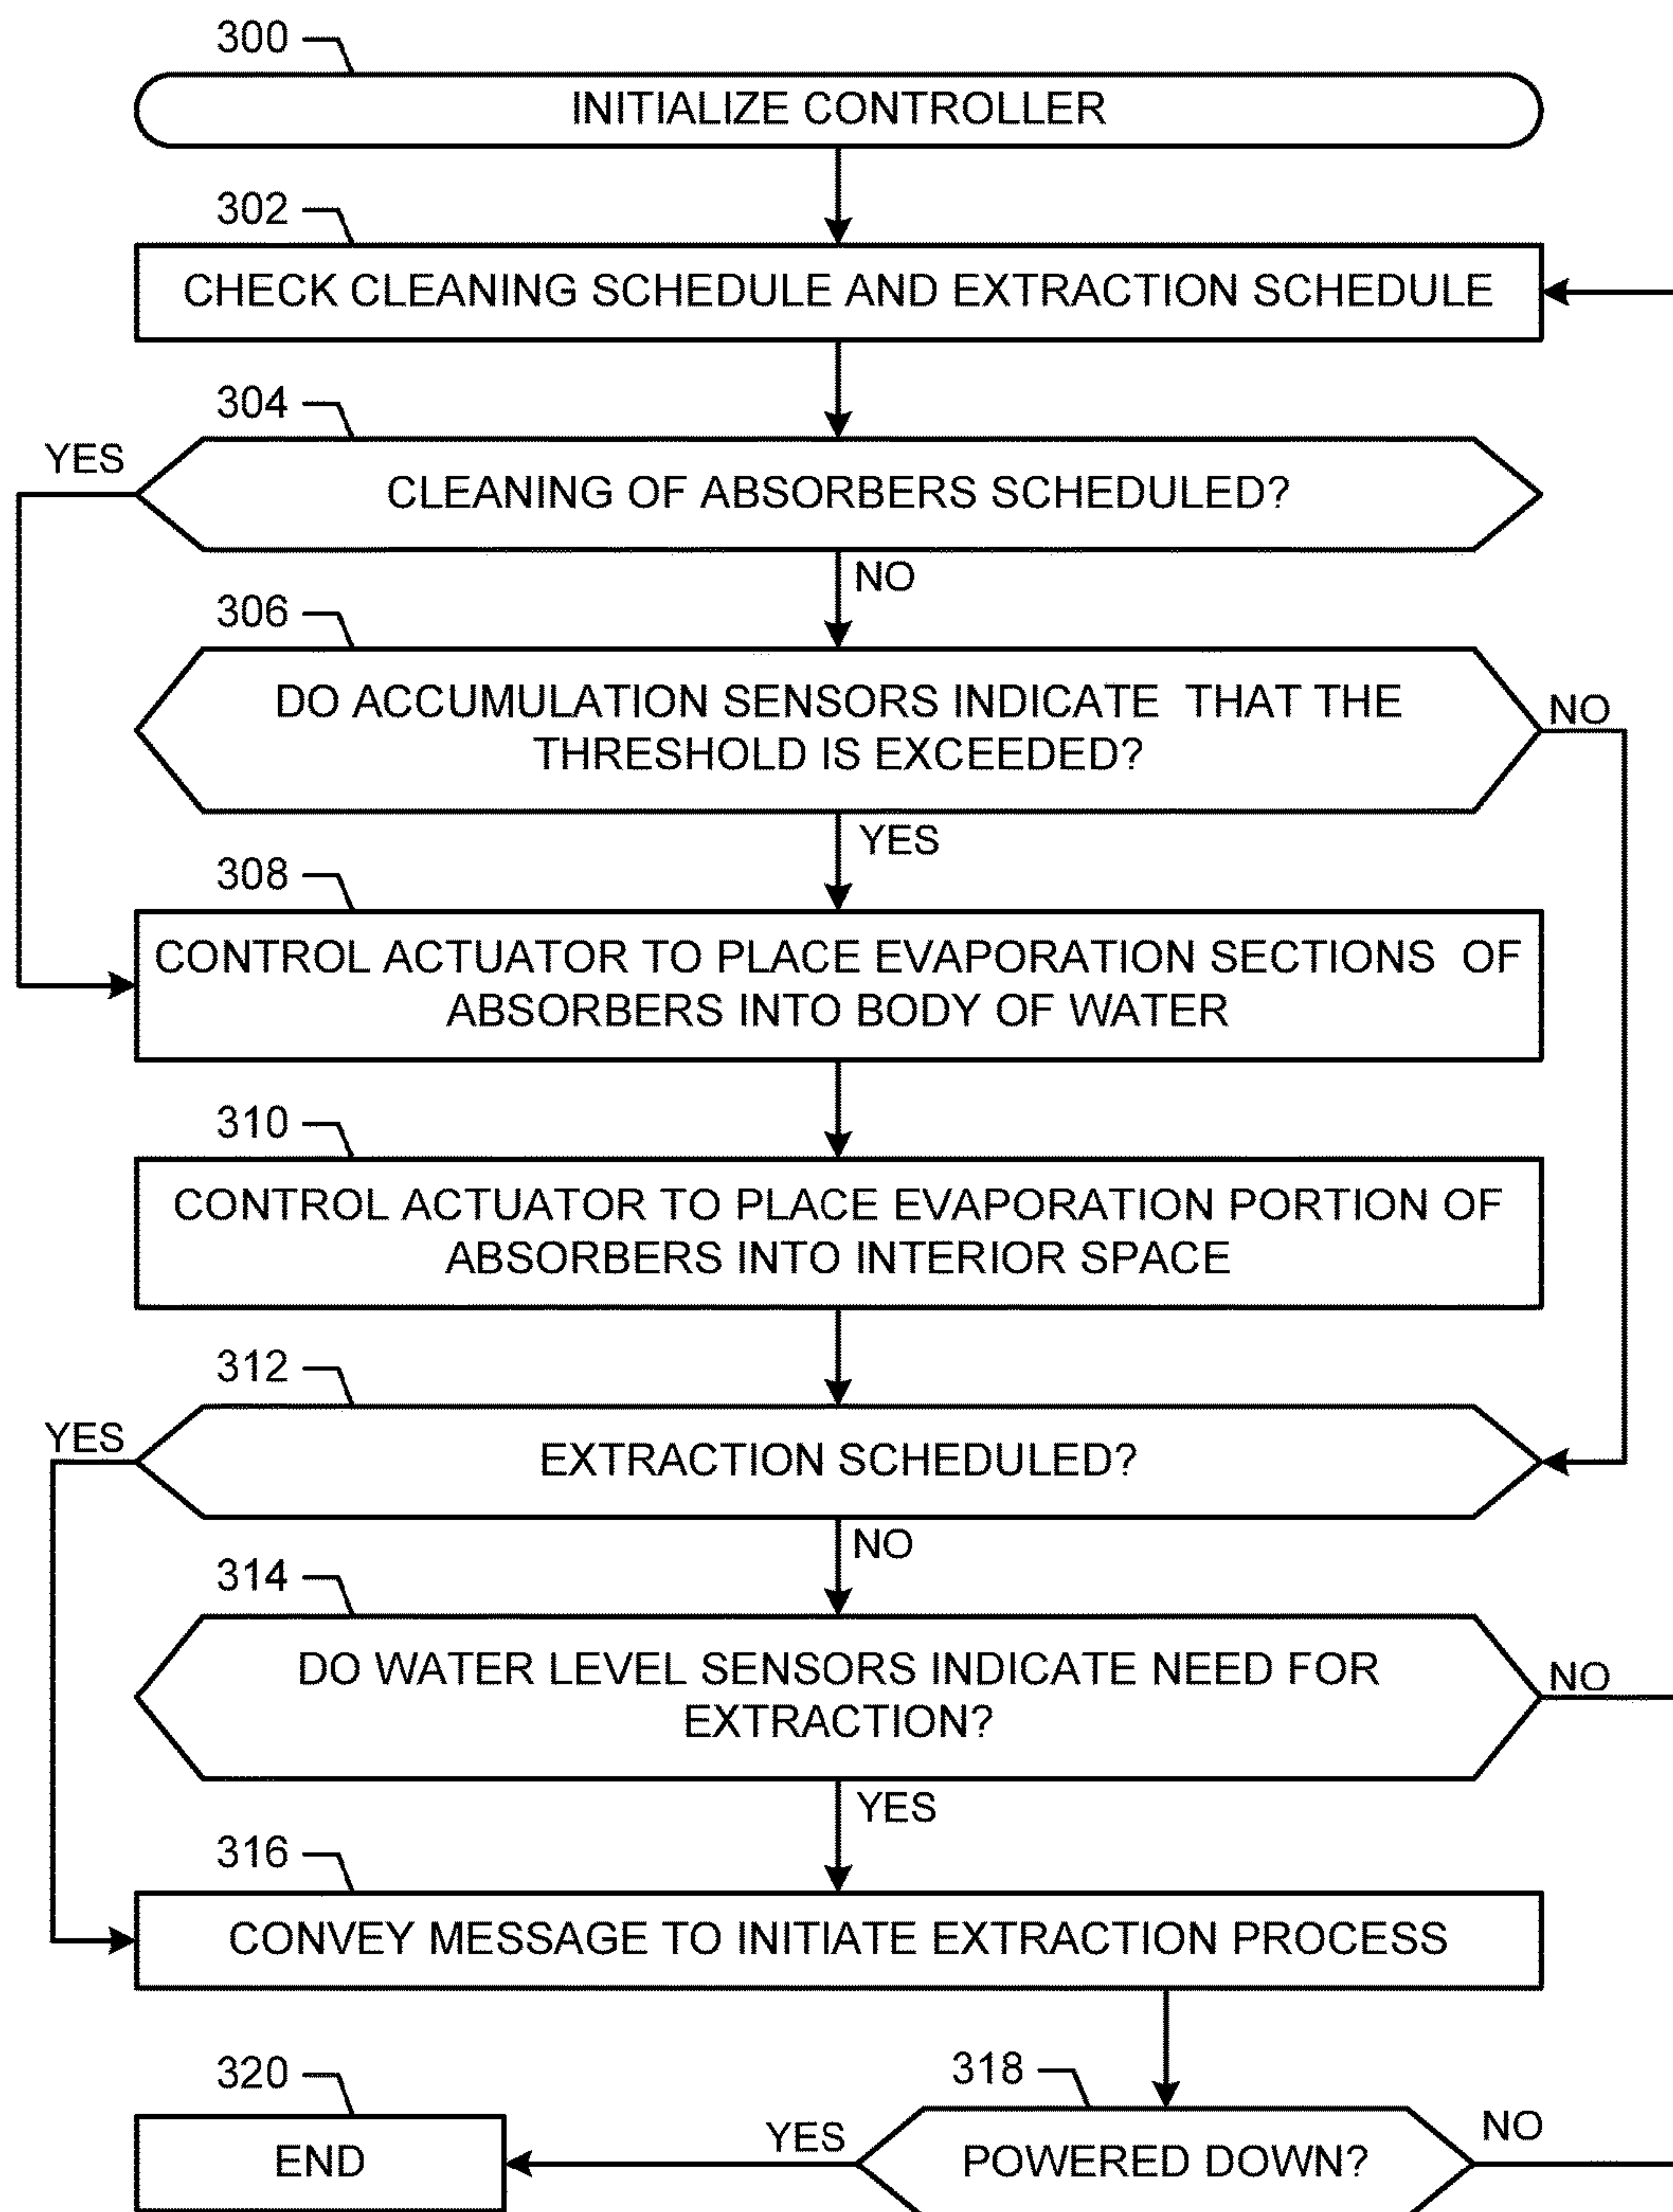 300
INITIALIZE CONTROLLER
302
CHECK CLEANING SCHEDULE AND EXTRACTION SCHEDULE
304
YES
CLEANING OF ABSORBERS SCHEDULED?
NO
306
DO ACCUMULATION SENSORS INDICATE THAT THE
THRESHOLD IS EXCEEDED?
NO
YES
308
CONTROL ACTUATOR TO PLACE EVAPORATION SECTIONS OF
ABSORBERS INTO BODY OF WATER
310
CONTROL ACTUATOR TO PLACE EVAPORATION PORTION OF
ABSORBERS INTO INTERIOR SPACE
312
YES
EXTRACTION SCHEDULED?
NO
314
DO WATER LEVEL SENSORS INDICATE NEED FOR
EXTRACTION?
NO
YES
316
CONVEY MESSAGE TO INITIATE EXTRACTION PROCESS
320
318
END
YES
POWERED DOWN?
NO